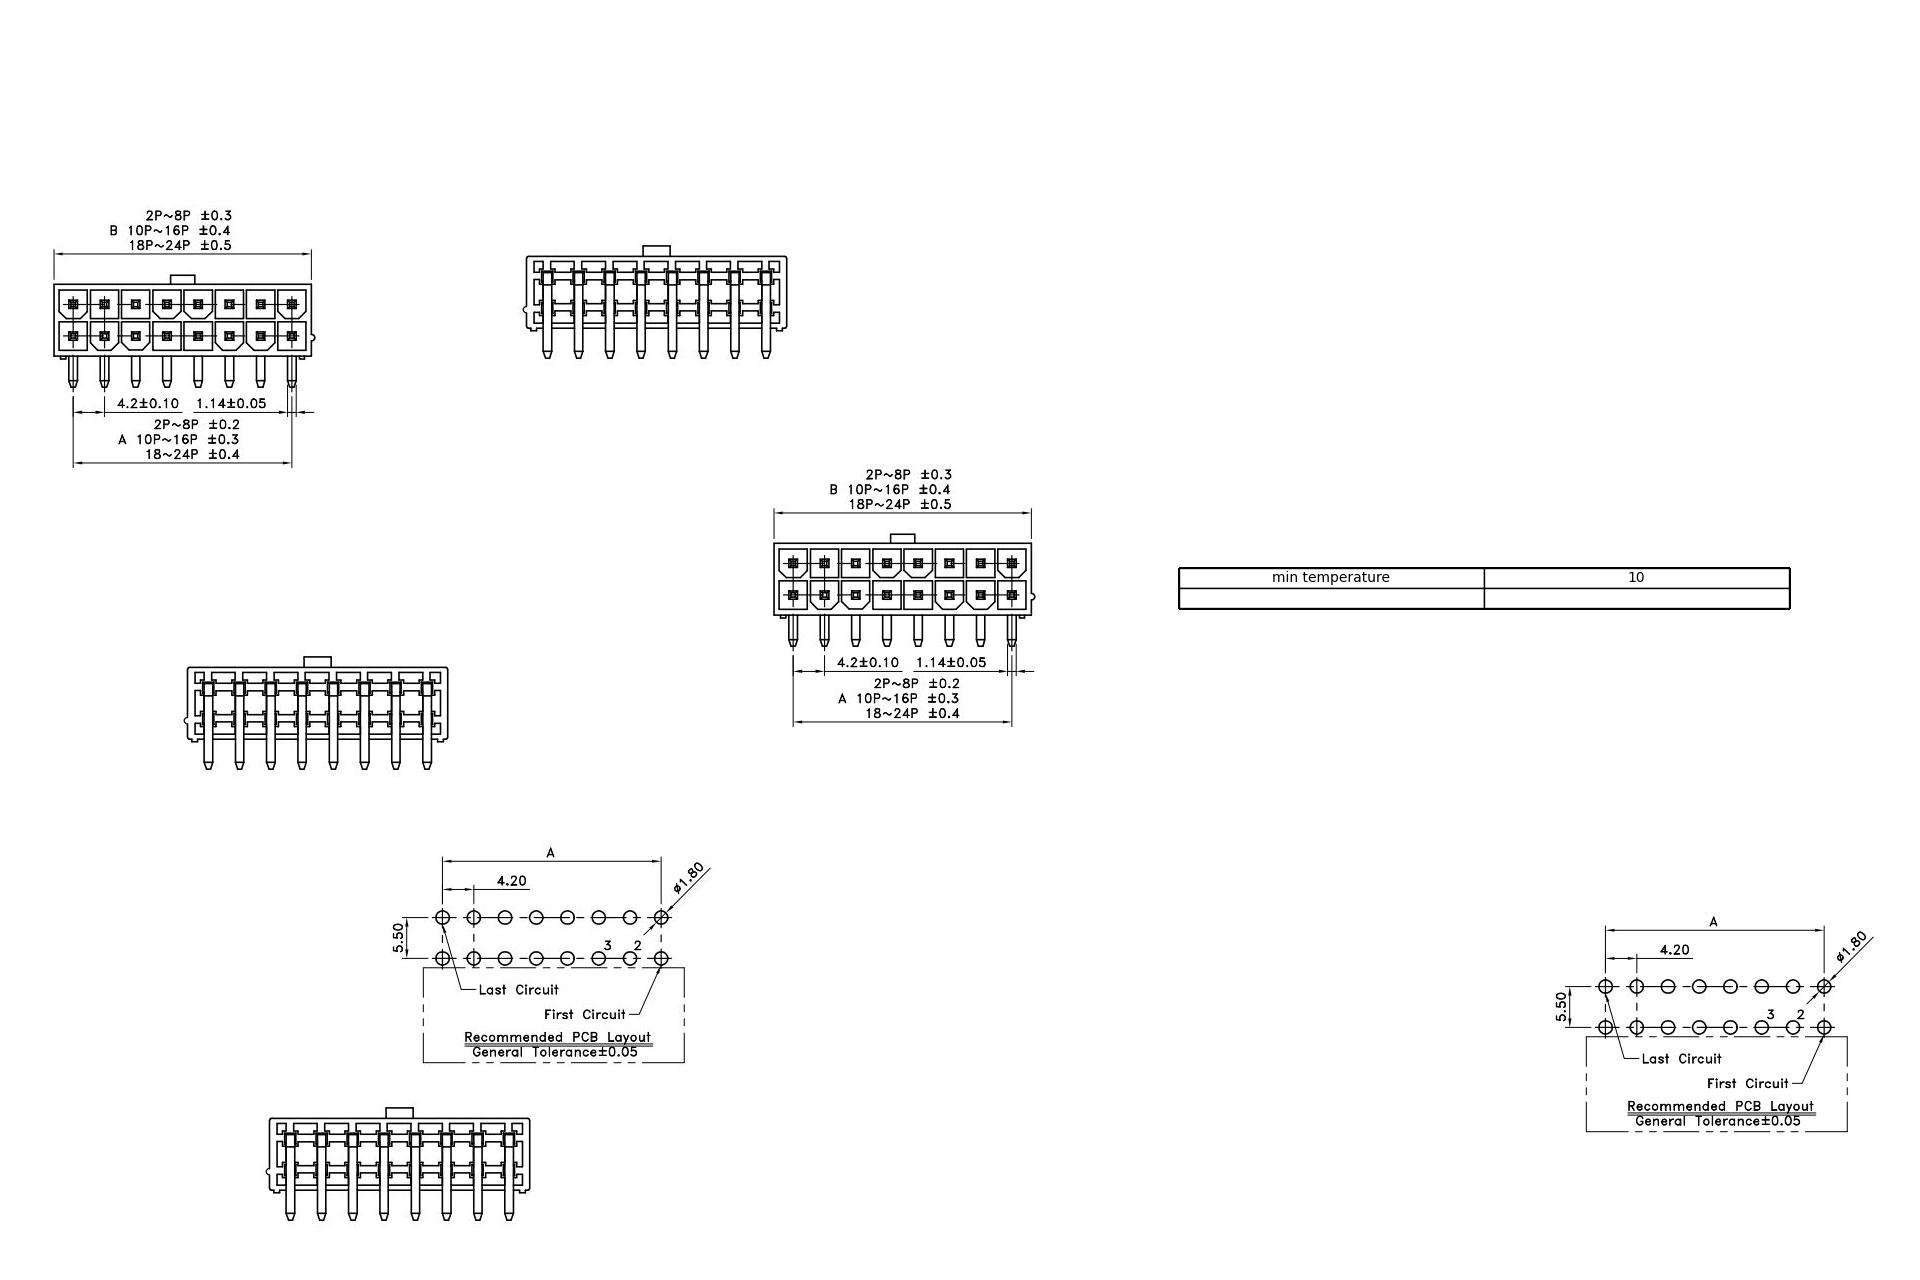 2P~8P ±0.3
B 10P~16P ±0.4
18P~24P ±0.5
4.2±0.10 1.14±0.05
2P~8P ±0.2
A 10P~16P ±0.3
18~24P ±0.4
2P~8P ±0.3
B 10P~16P ±0.4
18P~24P ±0.5
4.2±0.10 1.14±0.05
2P~8P ±0.2
A 10P~16P ±0.3
18~24P ±0.4
min temperature 10
A
4.20
ø1.80
5.50
3 2
Last Circuit
First Circuit
Recommended PCB Layout
General Tolerance±0.05
A
4.20
ø1.80
5.50
3 2
Last Circuit
First Circuit
Recommended PCB Layout
General Tolerance±0.05